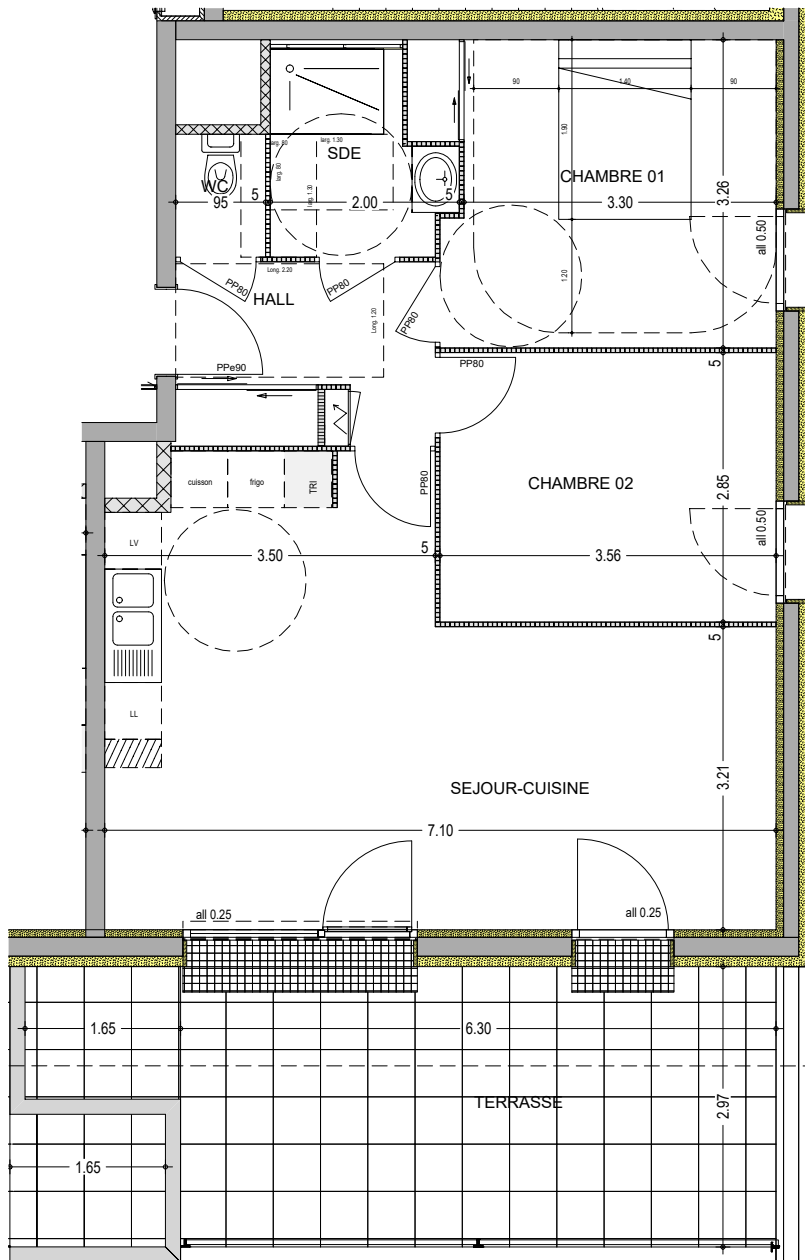 larg. 80
larg. 1.30
larg. 80
larg. 1.30
SDE
WC
95
5
2.00
5
90
1.40
90
1.90
CHAMBRE 01
3.30
3.26
all 0.50
1.20
PP80
PP80
Long. 2.20
HALL
Long. 1.20
PP80
PPe90
PP80
5
cuisson
frigo
TRI
PP80
CHAMBRE 02
2.85
all 0.50
LV
3.50
5
3.56
5
LL
SEJOUR-CUISINE
3.21
7.10
all 0.25
all 0.25
1.65
6.30
TERRASSE
2.97
1.65